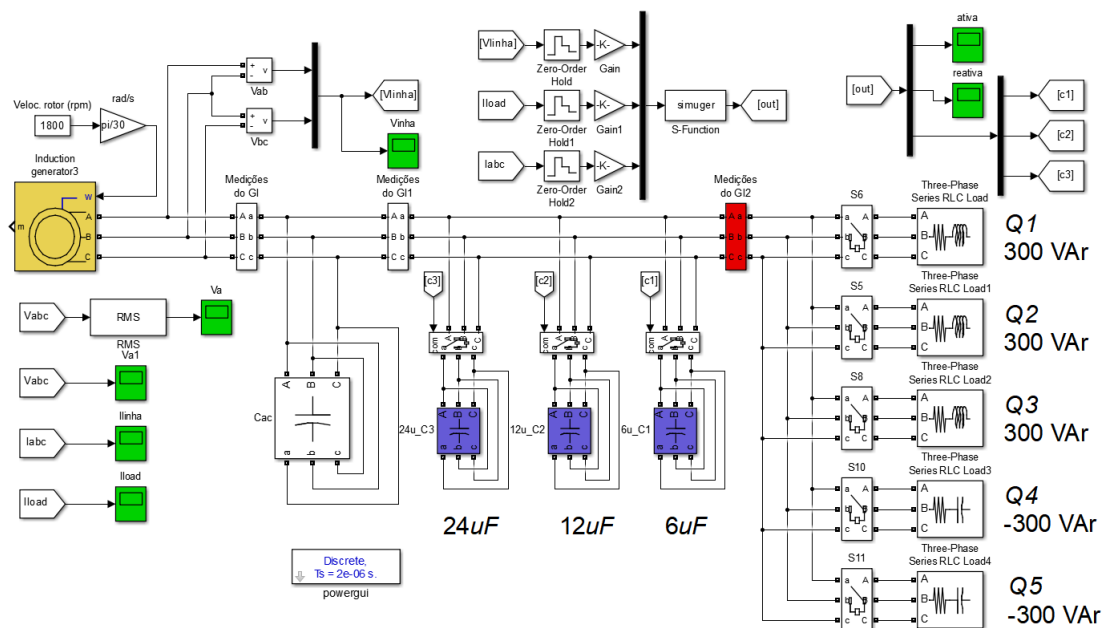 Veloc. rotor (rpm)
rad/s
1800
pi/30
Induction
generator3
w
m
A
B
C
+
-
v
Vab
+
-
v
Vbc
[Vlinha]
Vinha
[Vlinha]
Zero-Order
Hold
-K-
Gain
Iload
Zero-Order
Hold1
-K-
Gain1
Iabc
Zero-Order
Hold2
-K-
Gain2
simuger
S-Function
[out]
[out]
ativa
reativa
[c1]
[c2]
[c3]
Medições
do GI
A a
B b
C c
Medições
do GI1
A a
B b
C c
Medições
do GI2
A a
B b
C c
Vabc
RMS
RMS
Va
Vabc
Va1
Iabc
Ilinha
Iload
Iload
Cac
A B C
a b c
[c3]
com
A B C
a b c
24u_C3
A B C
a b c
24uF
[c2]
com
A B C
a b c
12u_C2
A B C
a b c
12uF
[c1]
com
A B C
a b c
6u_C1
A B C
a b c
6uF
Discrete,
Ts = 2e-06 s.
powergui
S6
a A
b B
c C
Three-Phase
Series RLC Load
A
B
C
Q1
300 VAr
S5
a A
b B
c C
Three-Phase
Series RLC Load1
A
B
C
Q2
300 VAr
S8
a A
b B
c C
Three-Phase
Series RLC Load2
A
B
C
Q3
300 VAr
S10
a A
b B
c C
Three-Phase
Series RLC Load3
A
B
C
Q4
-300 VAr
S11
a A
b B
c C
Three-Phase
Series RLC Load4
A
B
C
Q5
-300 VAr